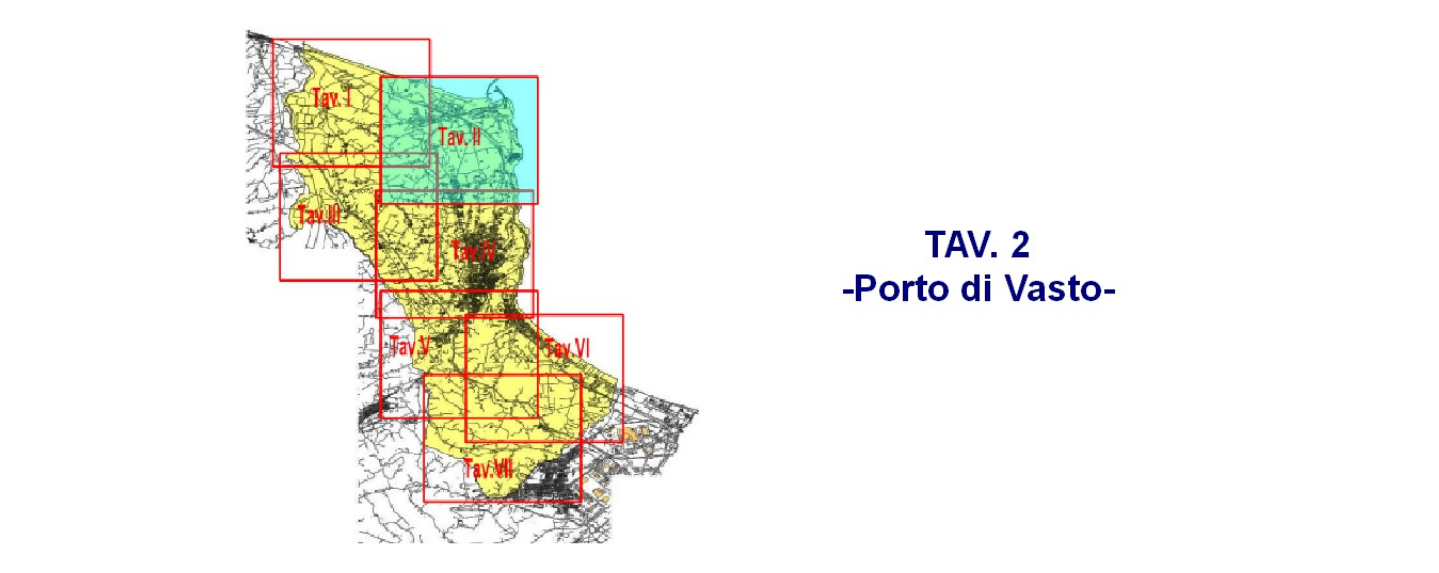 Tav. I
Tav. II
Tav.III
Tav.IV
Tav.V
Tav.VI
Tav.VII
TAV. 2
-Porto di Vasto-